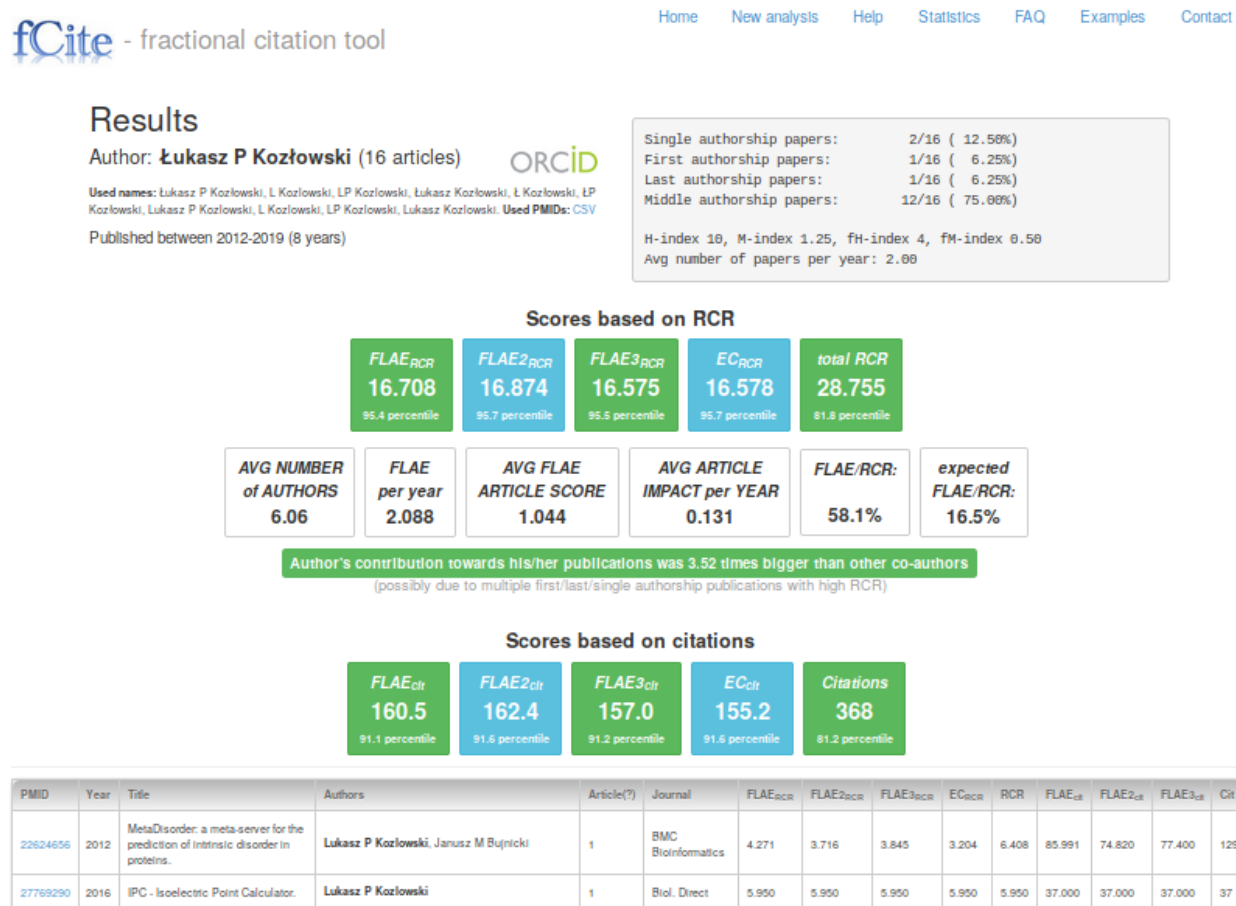 Home New analysis Help Statistics FAQ Examples Contact
fCite - fractional citation tool
Results
Author: Łukasz P Kozłowski (16 articles)
ORCID
Used names: Łukasz P Kozłowski, L Kozlowski, LP Kozlowski, Łukasz Kozłowski, Ł Kozłowski, ŁP
Kozłowski, Lukasz P Kozlowski, L Kozlowski, LP Kozlowski, Lukasz Kozlowski. Used PMIDs: CSV
Published between 2012-2019 (8 years)
Single authorship papers: 2/16 ( 12.50%)
First authorship papers: 1/16 ( 6.25%)
Last authorship papers: 1/16 ( 6.25%)
Middle authorship papers: 12/16 ( 75.00%)
H-index 10, M-index 1.25, fH-index 4, fM-index 0.50
Avg number of papers per year: 2.00
Scores based on RCR
FLAERCR FLAE2RCR FLAE3RCR ECRCR total RCR
16.708 16.874 16.575 16.578 28.755
95.4 percentile 95.7 percentile 95.5 percentile 95.7 percentile 81.8 percentile
AVG NUMBER FLAE AVG FLAE AVG ARTICLE FLAE/RCR: expected
of AUTHORS per year ARTICLE SCORE IMPACT per YEAR FLAE/RCR:
6.06 2.088 1.044 0.131 58.1% 16.5%
Author's contribution towards his/her publications was 3.52 times bigger than other co-authors
(possibly due to multiple first/last/single authorship publications with high RCR)
Scores based on citations
FLAEcit FLAE2cit FLAE3cit ECcit Citations
160.5 162.4 157.0 155.2 368
91.1 percentile 91.6 percentile 91.2 percentile 91.6 percentile 81.2 percentile
PMID Year Title Authors Article(?) Journal FLAERCR FLAE2RCR FLAE3RCR ECRCR RCR FLAEcit FLAE2cit FLAE3cit Cit
MetaDisorder: a meta-server for the
22624656 2012 prediction of intrinsic disorder in Lukasz P Kozlowski, Janusz M Bujnicki 1 BMC Bioinformatics 4.271 3.716 3.845 3.204 6.408 85.991 74.820 77.400 129
proteins.
27769290 2016 IPC - Isoelectric Point Calculator. Lukasz P Kozlowski 1 Biol. Direct 5.950 5.950 5.950 5.950 5.950 37.000 37.000 37.000 37